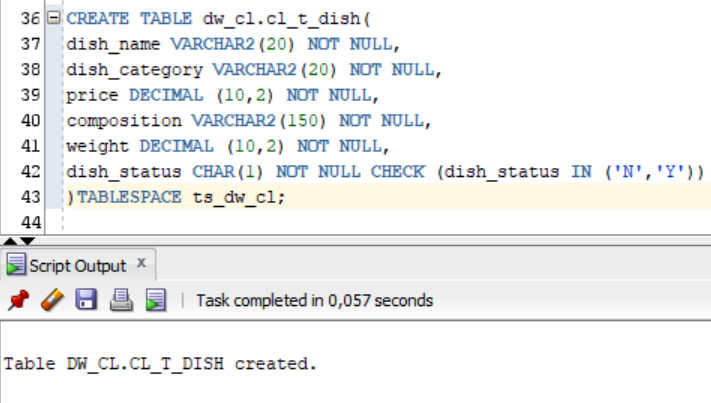 36 CREATE TABLE dw_cl.cl_t_dish(
37 dish_name VARCHAR2(20) NOT NULL,
38 dish_category VARCHAR2(20) NOT NULL,
39 price DECIMAL (10,2) NOT NULL,
40 composition VARCHAR2(150) NOT NULL,
41 weight DECIMAL (10,2) NOT NULL,
42 dish_status CHAR(1) NOT NULL CHECK (dish_status IN ('N','Y'))
43 )TABLESPACE ts_dw_cl;
44
Script Output x
Task completed in 0,057 seconds
Table DW_CL.CL_T_DISH created.